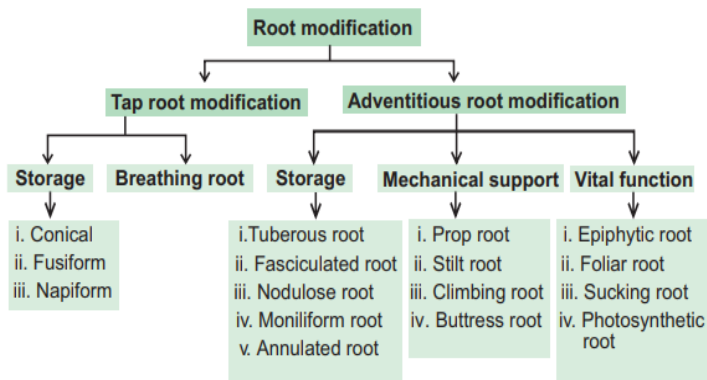 Root modification
Tap root modification
Adventitious root modification
Storage
Breathing root
Storage
Mechanical support
Vital function
i. Conical
ii. Fusiform
iii. Napiform
i.Tuberous root
ii. Fasciculated root
iii. Nodulose root
iv. Moniliform root
v. Annulated root
i. Prop root
ii. Stilt root
iii. Climbing root
iv. Buttress root
i. Epiphytic root
ii. Foliar root
iii. Sucking root
iv. Photosynthetic
root